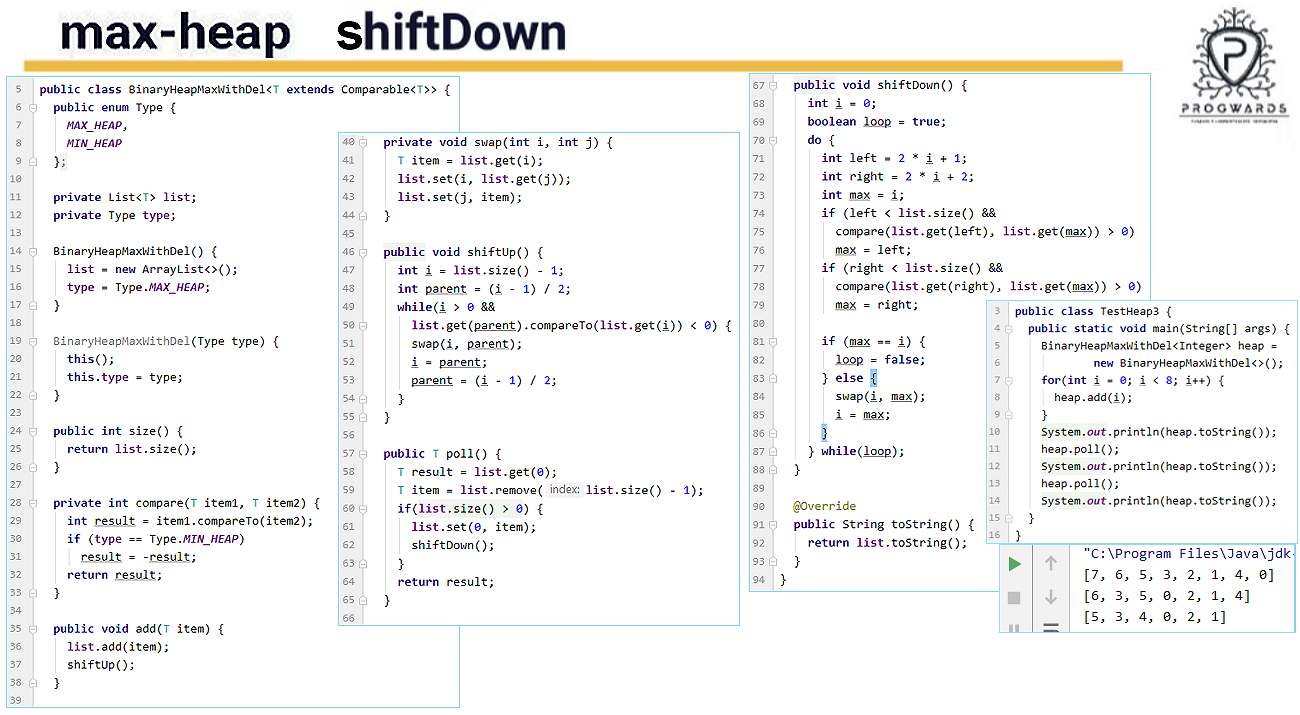 max-heap shiftDown
PROGWARDS
5 public class BinaryHeapMaxWithDel<T extends Comparable<T>> {
6 public enum Type {
7 MAX_HEAP,
8 MIN_HEAP
9 };
10
11 private List<T> list;
12 private Type type;
13
14 BinaryHeapMaxWithDel() {
15 list = new ArrayList<>();
16 type = Type.MAX_HEAP;
17 }
18
19 BinaryHeapMaxWithDel(Type type) {
20 this();
21 this.type = type;
22 }
23
24 public int size() {
25 return list.size();
26 }
27
28 private int compare(T item1, T item2) {
29 int result = item1.compareTo(item2);
30 if (type == Type.MIN_HEAP)
31 result = -result;
32 return result;
33 }
34
35 public void add(T item) {
36 list.add(item);
37 shiftUp();
38 }
39
40 private void swap(int i, int j) {
41 T item = list.get(i);
42 list.set(i, list.get(j));
43 list.set(j, item);
44 }
45
46 public void shiftUp() {
47 int i = list.size() - 1;
48 int parent = (i - 1) / 2;
49 while(i > 0 &&
50 list.get(parent).compareTo(list.get(i)) < 0) {
51 swap(i, parent);
52 i = parent;
53 parent = (i - 1) / 2;
54 }
55 }
56
57 public T poll() {
58 T result = list.get(0);
59 T item = list.remove( index: list.size() - 1);
60 if(list.size() > 0) {
61 list.set(0, item);
62 shiftDown();
63 }
64 return result;
65 }
66
67 public void shiftDown() {
68 int i = 0;
69 boolean loop = true;
70 do {
71 int left = 2 * i + 1;
72 int right = 2 * i + 2;
73 int max = i;
74 if (left < list.size() &&
75 compare(list.get(left), list.get(max)) > 0)
76 max = left;
77 if (right < list.size() &&
78 compare(list.get(right), list.get(max)) > 0)
79 max = right;
80
81 if (max == i) {
82 loop = false;
83 } else {
84 swap(i, max);
85 i = max;
86 }
87 } while(loop);
88 }
89
90 @Override
91 public String toString() {
92 return list.toString();
93 }
94 }
3 public class TestHeap3 {
4 public static void main(String[] args) {
5 BinaryHeapMaxWithDel<Integer> heap =
6 new BinaryHeapMaxWithDel<>();
7 for(int i = 0; i < 8; i++) {
8 heap.add(i);
9 }
10 System.out.println(heap.toString());
11 heap.poll();
12 System.out.println(heap.toString());
13 heap.poll();
14 System.out.println(heap.toString());
15 }
16 }
"C:\Program Files\Java\jdk-
[7, 6, 5, 3, 2, 1, 4, 0]
[6, 3, 5, 0, 2, 1, 4]
[5, 3, 4, 0, 2, 1]